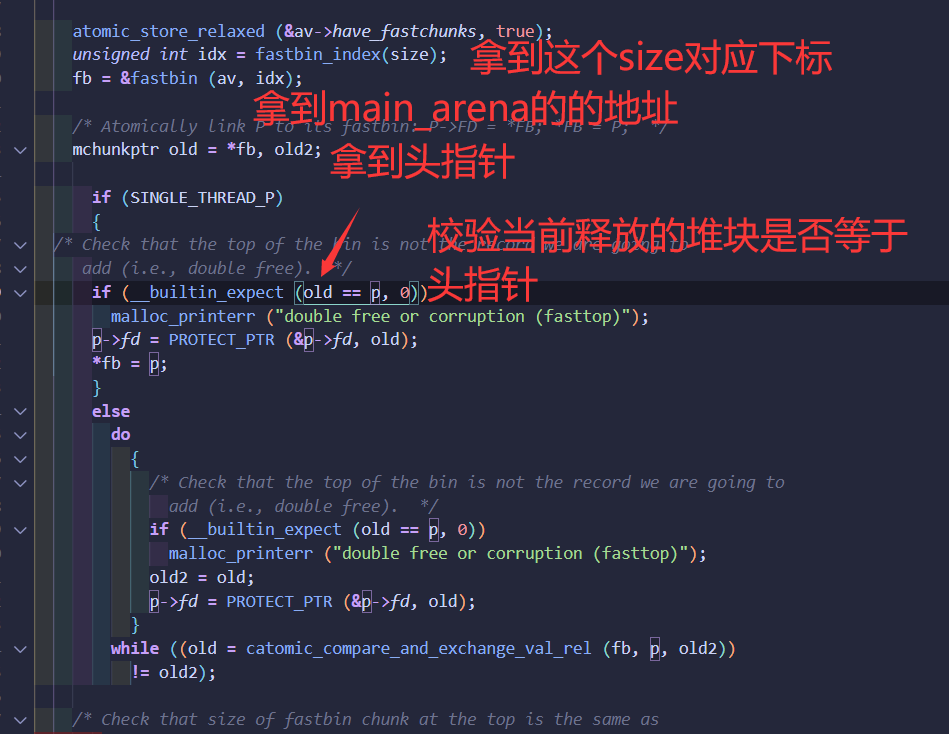 atomic_store_relaxed (&av->have_fastchunks, true);
unsigned int idx = fastbin_index(size);
拿到这个size对应下标
fb = &fastbin (av, idx);
拿到main_arena的的地址
/* Atomically link P to its fastbin: P->FD = *FB; *FB = P;  */
mchunkptr old = *fb, old2;
拿到头指针
if (SINGLE_THREAD_P)
{
校验当前释放的堆块是否等于
头指针
/* Check that the top of the bin is not the record we are going to
add (i.e., double free).  */
if (__builtin_expect (old == p, 0))
malloc_printerr ("double free or corruption (fasttop)");
p->fd = PROTECT_PTR (&p->fd, old);
*fb = p;
}
else
do
{
/* Check that the top of the bin is not the record we are going to
add (i.e., double free).  */
if (__builtin_expect (old == p, 0))
malloc_printerr ("double free or corruption (fasttop)");
old2 = old;
p->fd = PROTECT_PTR (&p->fd, old);
}
while ((old = catomic_compare_and_exchange_val_rel (fb, p, old2))
!= old2);
/* Check that size of fastbin chunk at the top is the same as